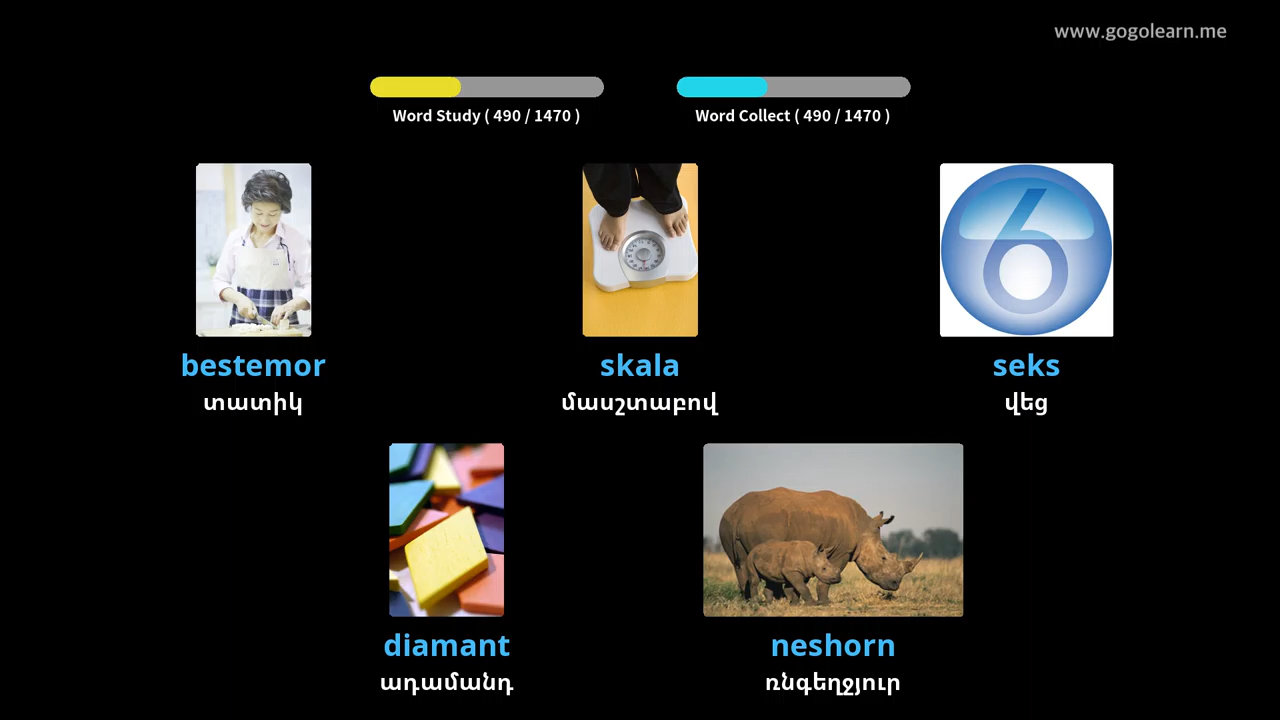 www.gogolearn.me
Word Study ( 490 / 1470 )
Word Collect ( 490 / 1470 )
6
bestemor
տատիկ
skala
մասշտաբով
seks
վեց
diamant
ադամանդ
neshorn
ռնգեղջյուր